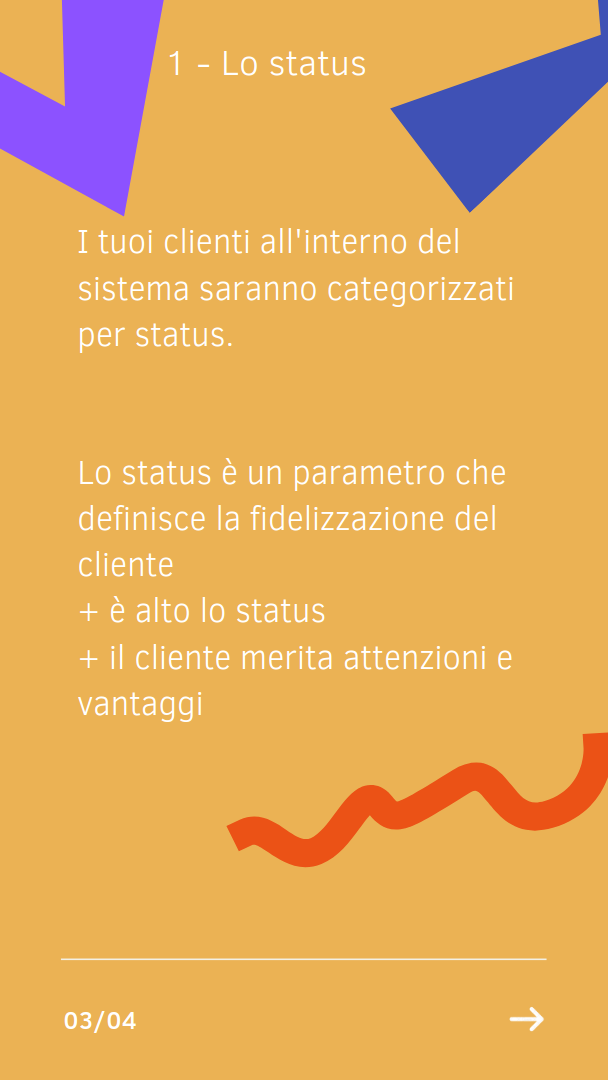 1 - Lo status
I tuoi clienti all'interno del
sistema saranno categorizzati
per status.
Lo status è un parametro che
definisce la fidelizzazione del
cliente
+ è alto lo status
+ il cliente merita attenzioni e
vantaggi
03/04